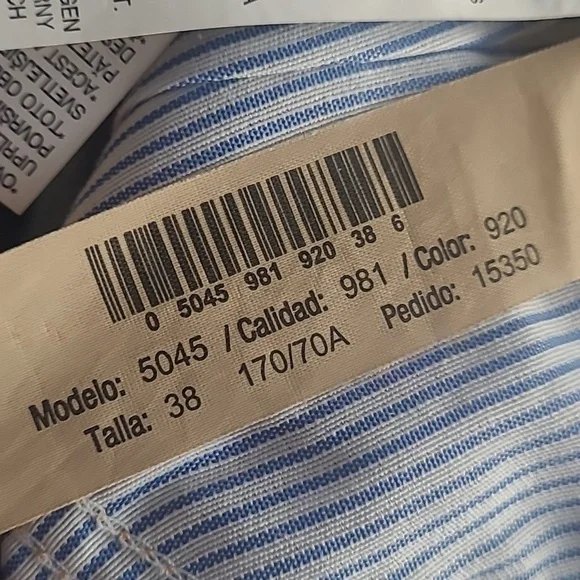 0 5045 981 920 38 6
Modelo: 5045 / Calidad: 981 / Color: 920
Talla: 38 170/70A Pedido: 15350